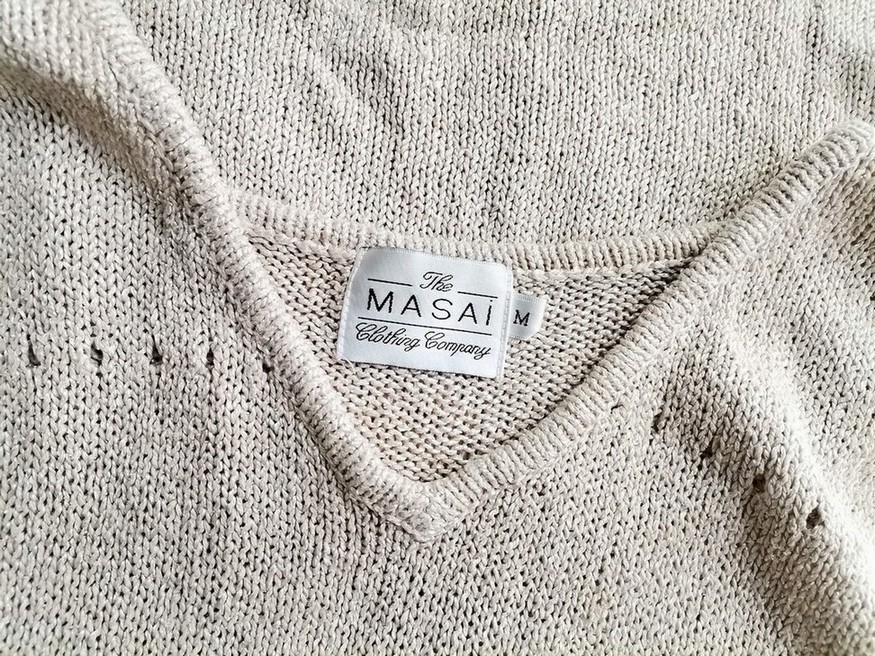 The
MASAI
Clothing Company
M